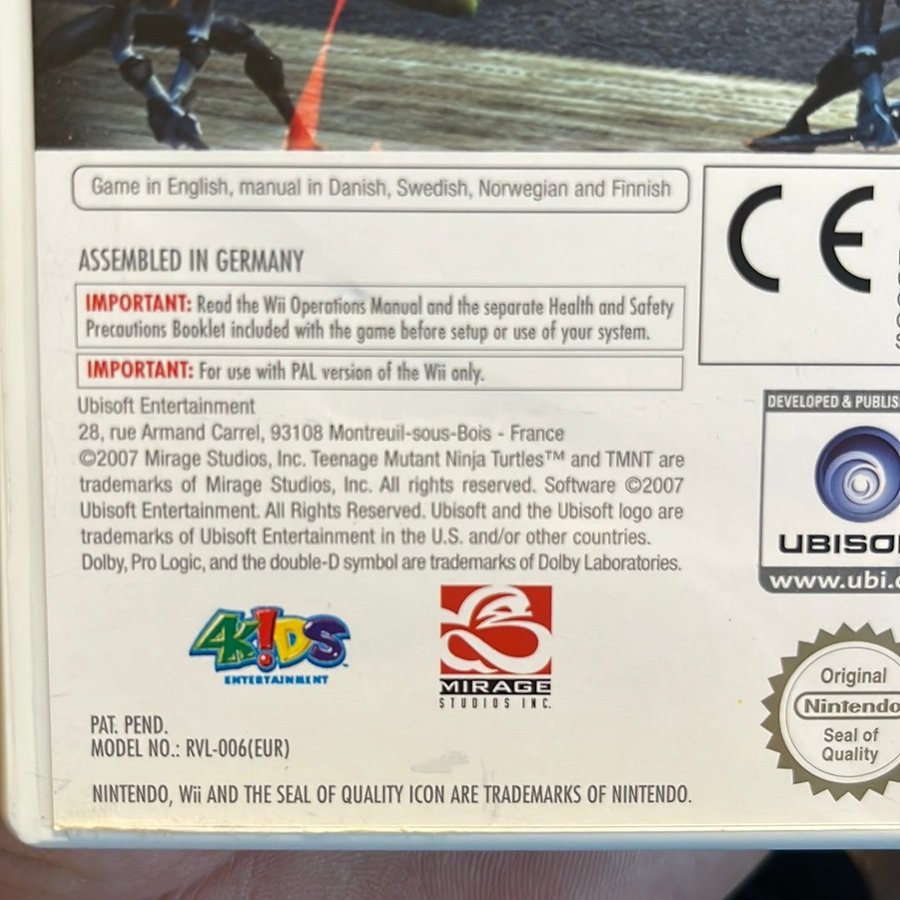 Game in English, manual in Danish, Swedish, Norwegian and Finnish
ASSEMBLED IN GERMANY
IMPORTANT: Read the Wii Operations Manual and the separate Health and Safety
Precautions Booklet included with the game before setup or use of your system.
IMPORTANT: For use with PAL version of the Wii only.
Ubisoft Entertainment
28, rue Armand Carrel, 93108 Montreuil-sous-Bois - France
©2007 Mirage Studios, Inc. Teenage Mutant Ninja Turtles™ and TMNT are
trademarks of Mirage Studios, Inc. All rights reserved. Software ©2007
Ubisoft Entertainment. All Rights Reserved. Ubisoft and the Ubisoft logo are
trademarks of Ubisoft Entertainment in the U.S. and/or other countries.
Dolby, Pro Logic, and the double-D symbol are trademarks of Dolby Laboratories.
4K!DS™
ENTERTAINMENT
MIRAGE
STUDIOS INC.
PAT. PEND.
MODEL NO.: RVL-006(EUR)
NINTENDO, Wii AND THE SEAL OF QUALITY ICON ARE TRADEMARKS OF NINTENDO.
CE
DEVELOPED & PUBLIS
UBISO
www.ubi.
Original
Nintendo
Seal of
Quality